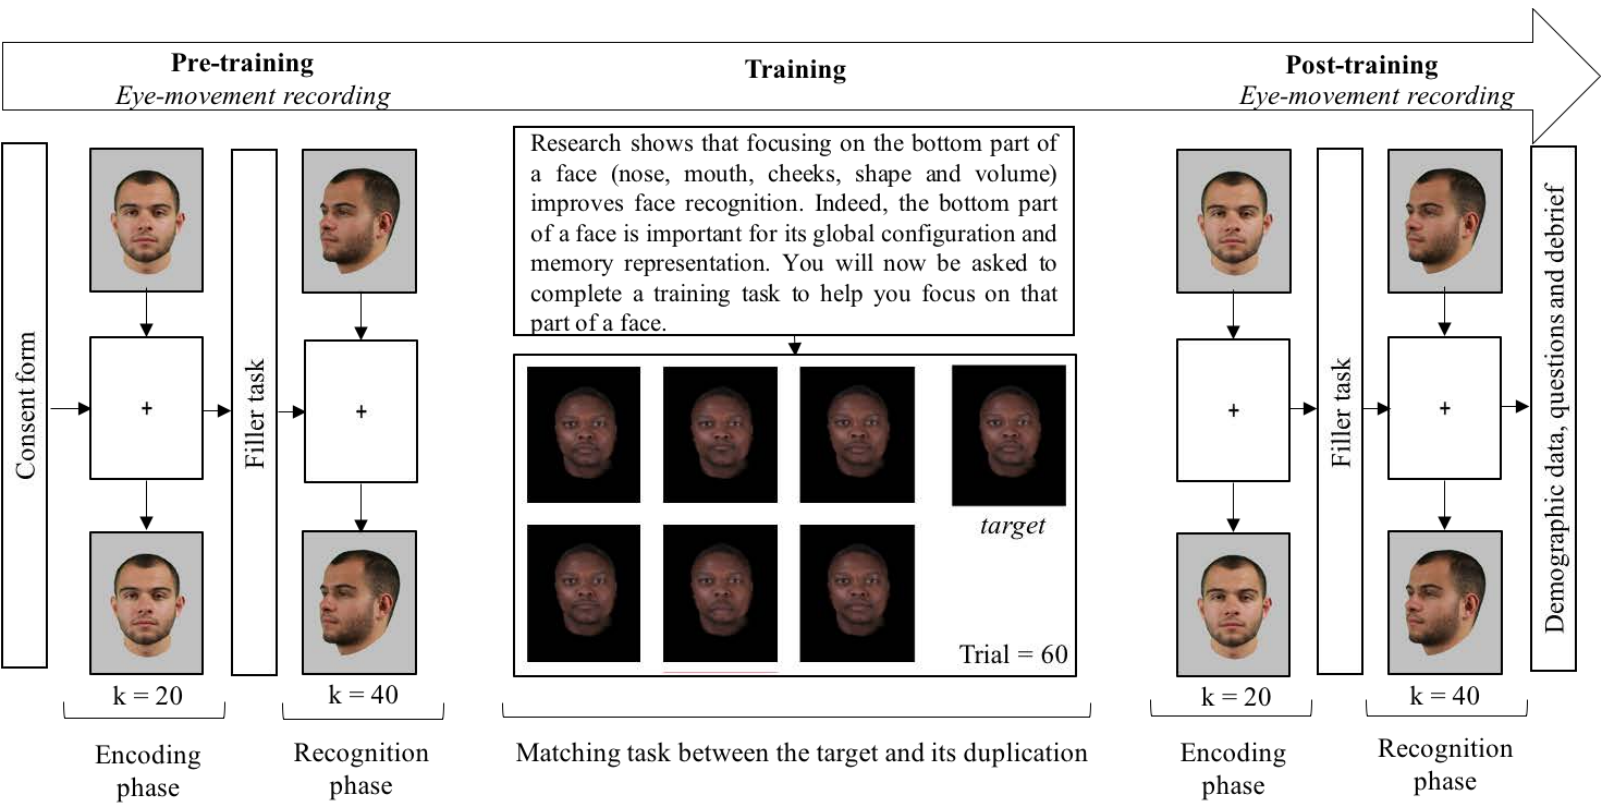 Pre-training
Eye-movement recording
Training
Post-training
Eye-movement recording
Consent form
+
k = 20
Encoding
phase
Filler task
+
k = 40
Recognition
phase
Research shows that focusing on the bottom part of
a face (nose, mouth, cheeks, shape and volume)
improves face recognition. Indeed, the bottom part
of a face is important for its global configuration and
memory representation. You will now be asked to
complete a training task to help you focus on that
part of a face.
target
Trial = 60
Matching task between the target and its duplication
+
k = 20
Encoding
phase
Filler task
+
k = 40
Recognition
phase
Demographic data, questions and debrief